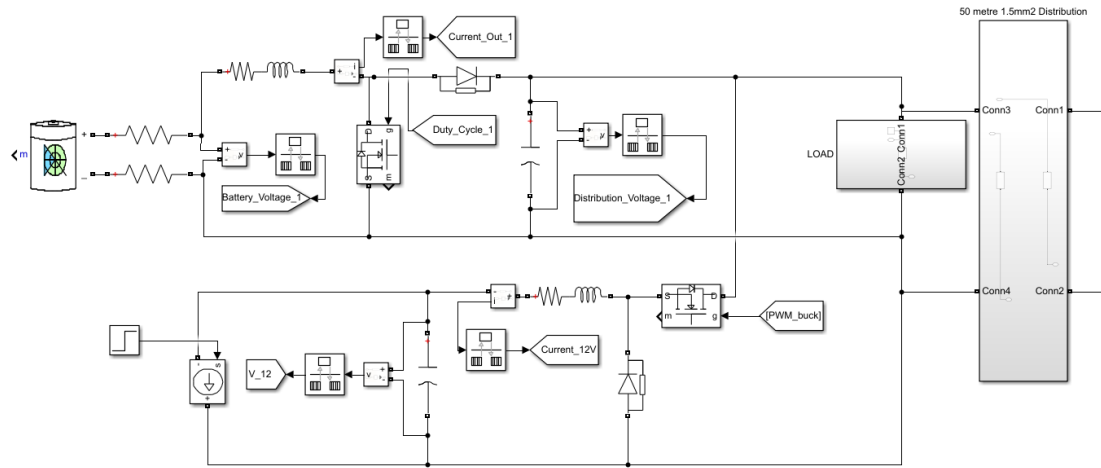 50 metre 1.5mm2 Distribution
Current_Out_1
i
+
-
g
Duty_Cycle_1
+
m
-
+
-
v
Battery_Voltage_1
D
S
m
+
-
v
Distribution_Voltage_1
LOAD
Conn1
Conn2
Conn3
Conn1
Conn4
Conn2
-
+
i
S
D
m
g
[PWM_buck]
Current_12V
V_12
v
+
-
-
s
+